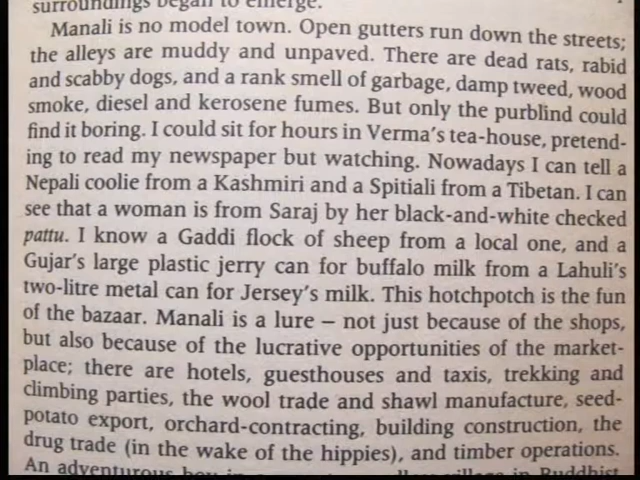 surroundings began to emerge.
Manali is no model town. Open gutters run down the streets;
the alleys are muddy and unpaved. There are dead rats, rabid
and scabby dogs, and a rank smell of garbage, damp tweed, wood
smoke, diesel and kerosene fumes. But only the purblind could
find it boring. I could sit for hours in Verma's tea-house, pretend-
ing to read my newspaper but watching. Nowadays I can tell a
Nepali coolie from a Kashmiri and a Spitiali from a Tibetan. I can
see that a woman is from Saraj by her black-and-white checked
pattu. I know a Gaddi flock of sheep from a local one, and a
Gujar's large plastic jerry can for buffalo milk from a Lahuli's
two-litre metal can for Jersey's milk. This hotchpotch is the fun
of the bazaar. Manali is a lure – not just because of the shops,
but also because of the lucrative opportunities of the market-
place; there are hotels, guesthouses and taxis, trekking and
climbing parties, the wool trade and shawl manufacture, seed-
potato export, orchard-contracting, building construction, the
drug trade (in the wake of the hippies), and timber operations.
An adventurous boy in village in Buddhist